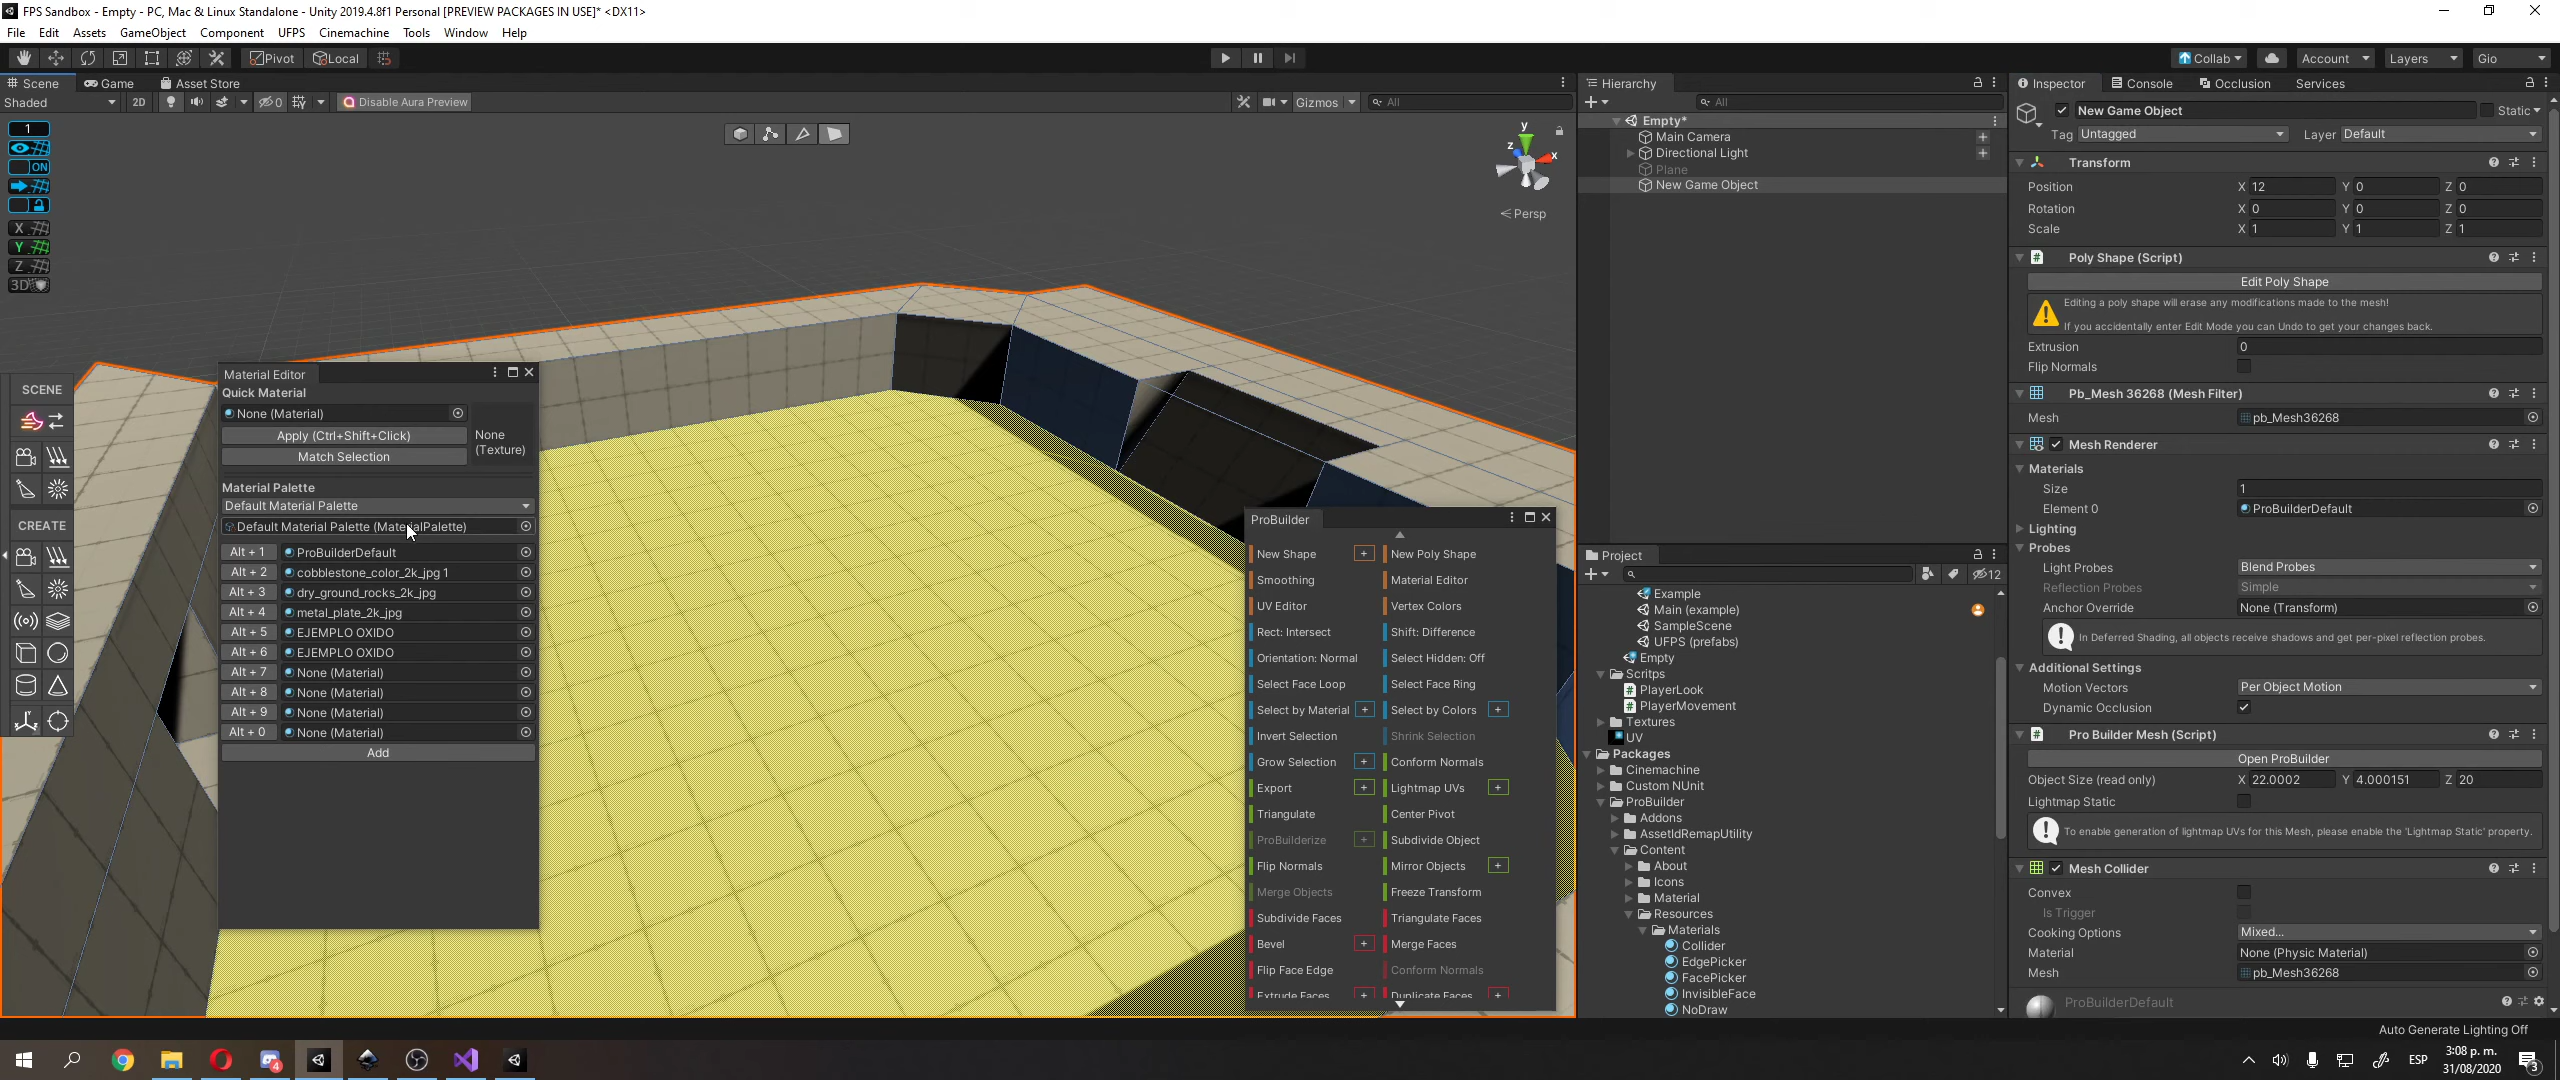 FPS Sandbox - Empty - PC, Mac & Linux Standalone - Unity 2019.4.8f1 Personal [PREVIEW PACKAGES IN USE]* <DX11>
File Edit Assets GameObject Component UFPS Cinemachine Tools Window Help
Pivot Local
Collab Account Layers Gio
Scene Game Asset Store
Shaded 2D 0 Disable Aura Preview Gizmos All
1
ON
X
Y
Z
3D
y
z x
Persp
SCENE
CREATE
Material Editor
Quick Material
None (Material)
Apply (Ctrl+Shift+Click)
Match Selection
None
(Texture)
Material Palette
Default Material Palette
Default Material Palette (MaterialPalette)
Alt + 1 ProBuilderDefault
Alt + 2 cobblestone_color_2k_jpg 1
Alt + 3 dry_ground_rocks_2k_jpg
Alt + 4 metal_plate_2k_jpg
Alt + 5 EJEMPLO OXIDO
Alt + 6 EJEMPLO OXIDO
Alt + 7 None (Material)
Alt + 8 None (Material)
Alt + 9 None (Material)
Alt + 0 None (Material)
Add
ProBuilder
New Shape + New Poly Shape
Smoothing Material Editor
UV Editor Vertex Colors
Rect: Intersect Shift: Difference
Orientation: Normal Select Hidden: Off
Select Face Loop Select Face Ring
Select by Material + Select by Colors +
Invert Selection Shrink Selection
Grow Selection + Conform Normals
Export + Lightmap UVs +
Triangulate Center Pivot
ProBuilderize + Subdivide Object
Flip Normals Mirror Objects +
Merge Objects Freeze Transform
Subdivide Faces Triangulate Faces
Bevel + Merge Faces
Flip Face Edge Conform Normals
Extrude Faces + Duplicate Faces +
Hierarchy
All
Empty*
Main Camera
Directional Light
Plane
New Game Object
Project
12
Example
Main (example)
SampleScene
UFPS (prefabs)
Empty
Scritps
PlayerLook
PlayerMovement
Textures
UV
Packages
Cinemachine
Custom NUnit
ProBuilder
Addons
AssetIdRemapUtility
Content
About
Icons
Material
Resources
Materials
Collider
EdgePicker
FacePicker
InvisibleFace
NoDraw
Inspector Console Occlusion Services
New Game Object Static
Tag Untagged Layer Default
Transform
Position X 12 Y 0 Z 0
Rotation X 0 Y 0 Z 0
Scale X 1 Y 1 Z 1
Poly Shape (Script)
Edit Poly Shape
Editing a poly shape will erase any modifications made to the mesh!
If you accidentally enter Edit Mode you can Undo to get your changes back.
Extrusion 0
Flip Normals
Pb_Mesh 36268 (Mesh Filter)
Mesh pb_Mesh36268
Mesh Renderer
Materials
Size 1
Element 0 ProBuilderDefault
Lighting
Probes
Light Probes Blend Probes
Reflection Probes Simple
Anchor Override None (Transform)
In Deferred Shading, all objects receive shadows and get per-pixel reflection probes.
Additional Settings
Motion Vectors Per Object Motion
Dynamic Occlusion
Pro Builder Mesh (Script)
Open ProBuilder
Object Size (read only) X 22.0002 Y 4.000151 Z 20
Lightmap Static
To enable generation of lightmap UVs for this Mesh, please enable the 'Lightmap Static' property.
Mesh Collider
Convex
Is Trigger
Cooking Options Mixed...
Material None (Physic Material)
Mesh pb_Mesh36268
ProBuilderDefault
Auto Generate Lighting Off
4
ESP
3:08 p. m.
31/08/2020
3